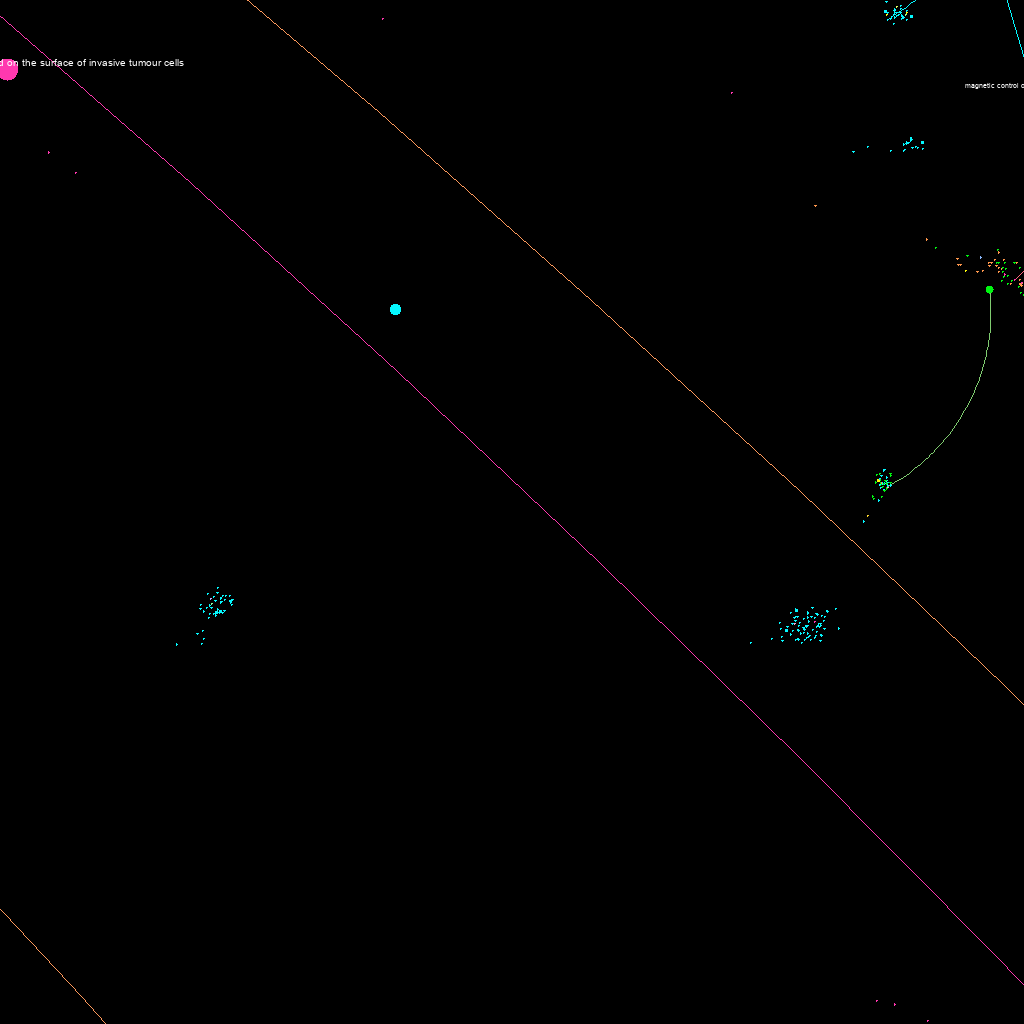 on the surface of invasive tumour cells
magnetic control